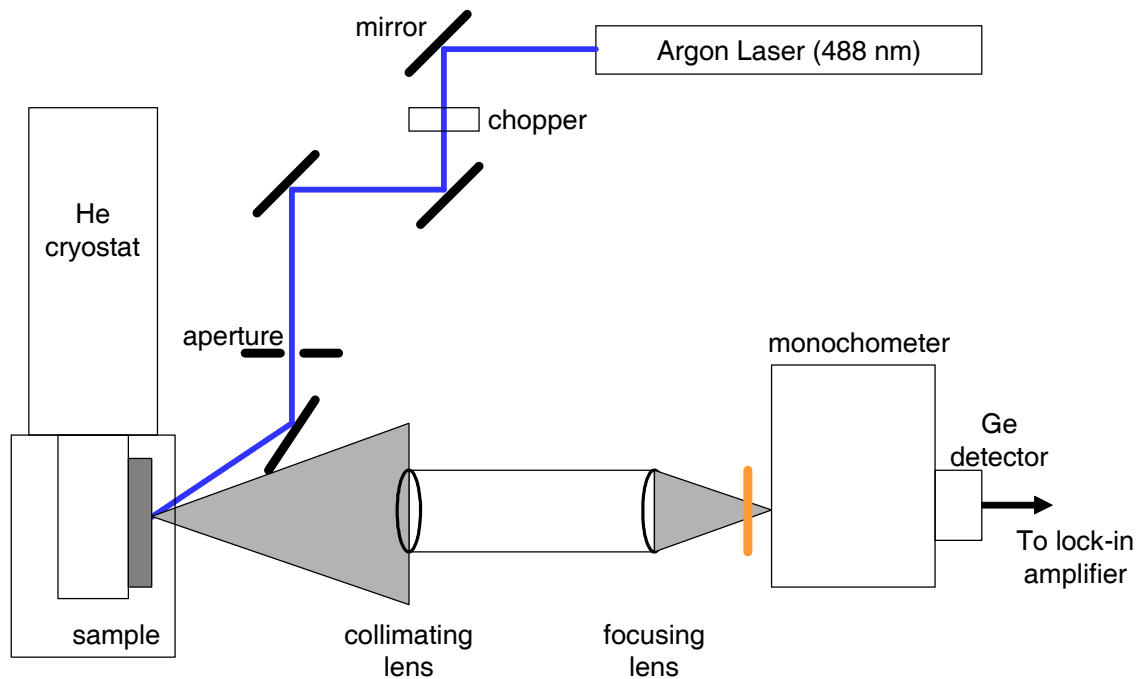 mirror
Argon Laser (488 nm)
chopper
He
cryostat
aperture
monochometer
Ge
detector
To lock-in
amplifier
sample
collimating
lens
focusing
lens